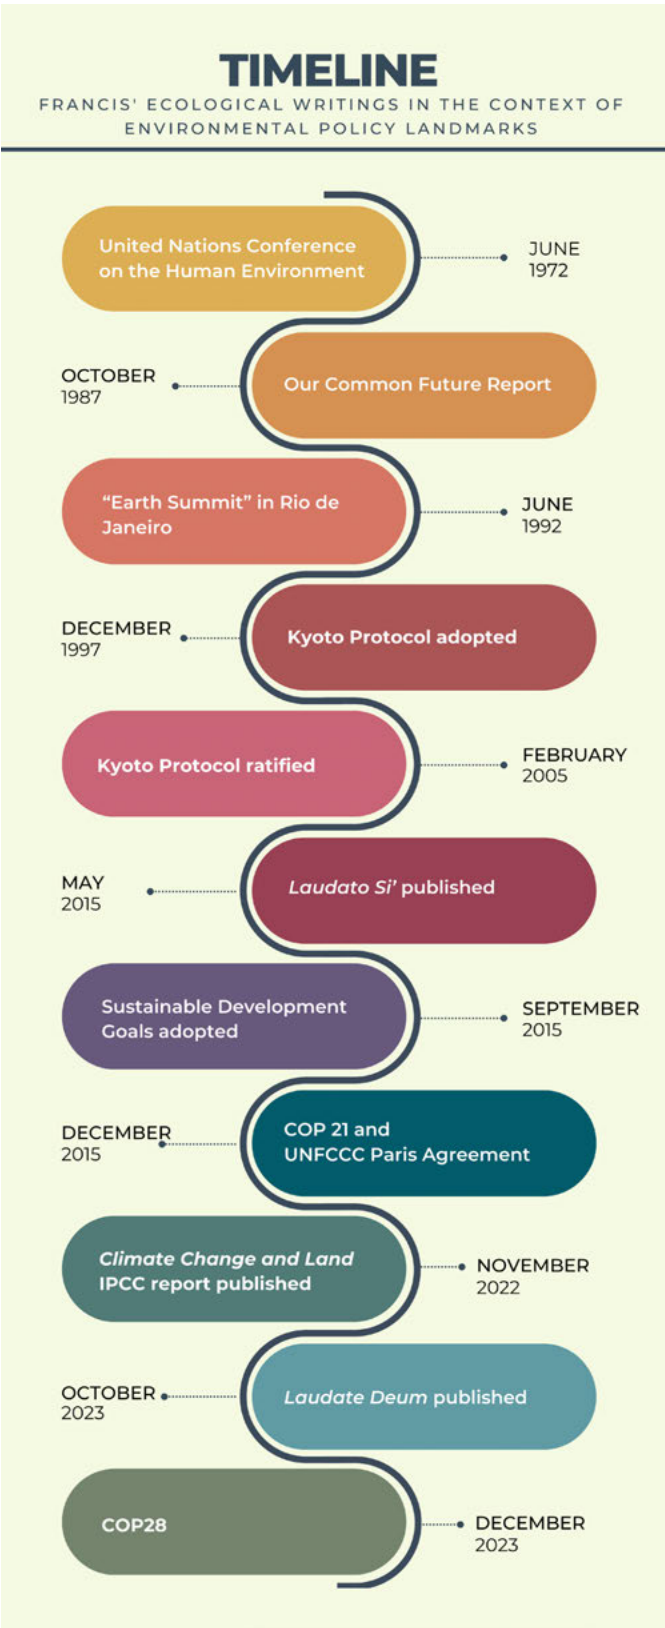 TIMELINE
FRANCIS' ECOLOGICAL WRITINGS IN THE CONTEXT OF
ENVIRONMENTAL POLICY LANDMARKS
United Nations Conference
on the Human Environment
JUNE
1972
OCTOBER
1987
Our Common Future Report
“Earth Summit” in Rio de
Janeiro
JUNE
1992
DECEMBER
1997
Kyoto Protocol adopted
Kyoto Protocol ratified
FEBRUARY
2005
MAY
2015
Laudato Si’ published
Sustainable Development
Goals adopted
SEPTEMBER
2015
DECEMBER
2015
COP 21 and
UNFCCC Paris Agreement
Climate Change and Land
IPCC report published
NOVEMBER
2022
OCTOBER
2023
Laudate Deum published
COP28
DECEMBER
2023